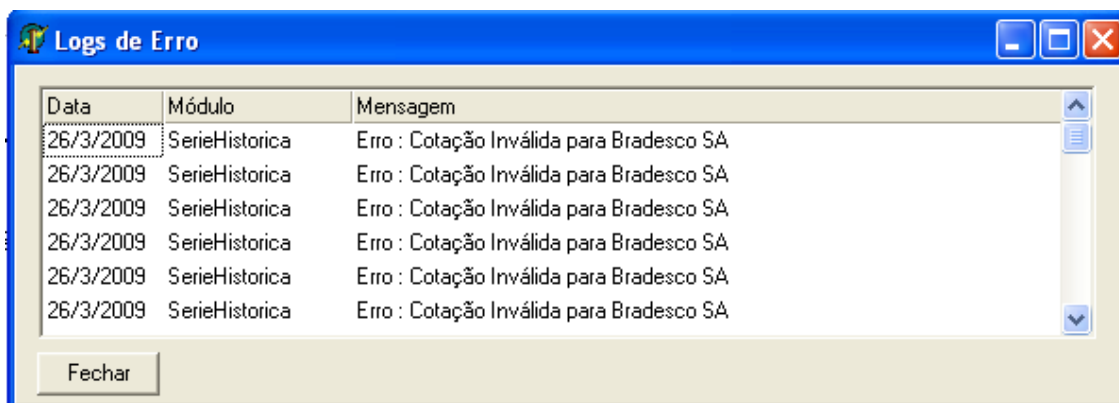 Logs de Erro
Data Módulo Mensagem
26/3/2009 SerieHistorica Erro : Cotação Inválida para Bradesco SA
26/3/2009 SerieHistorica Erro : Cotação Inválida para Bradesco SA
26/3/2009 SerieHistorica Erro : Cotação Inválida para Bradesco SA
26/3/2009 SerieHistorica Erro : Cotação Inválida para Bradesco SA
26/3/2009 SerieHistorica Erro : Cotação Inválida para Bradesco SA
26/3/2009 SerieHistorica Erro : Cotação Inválida para Bradesco SA
Fechar